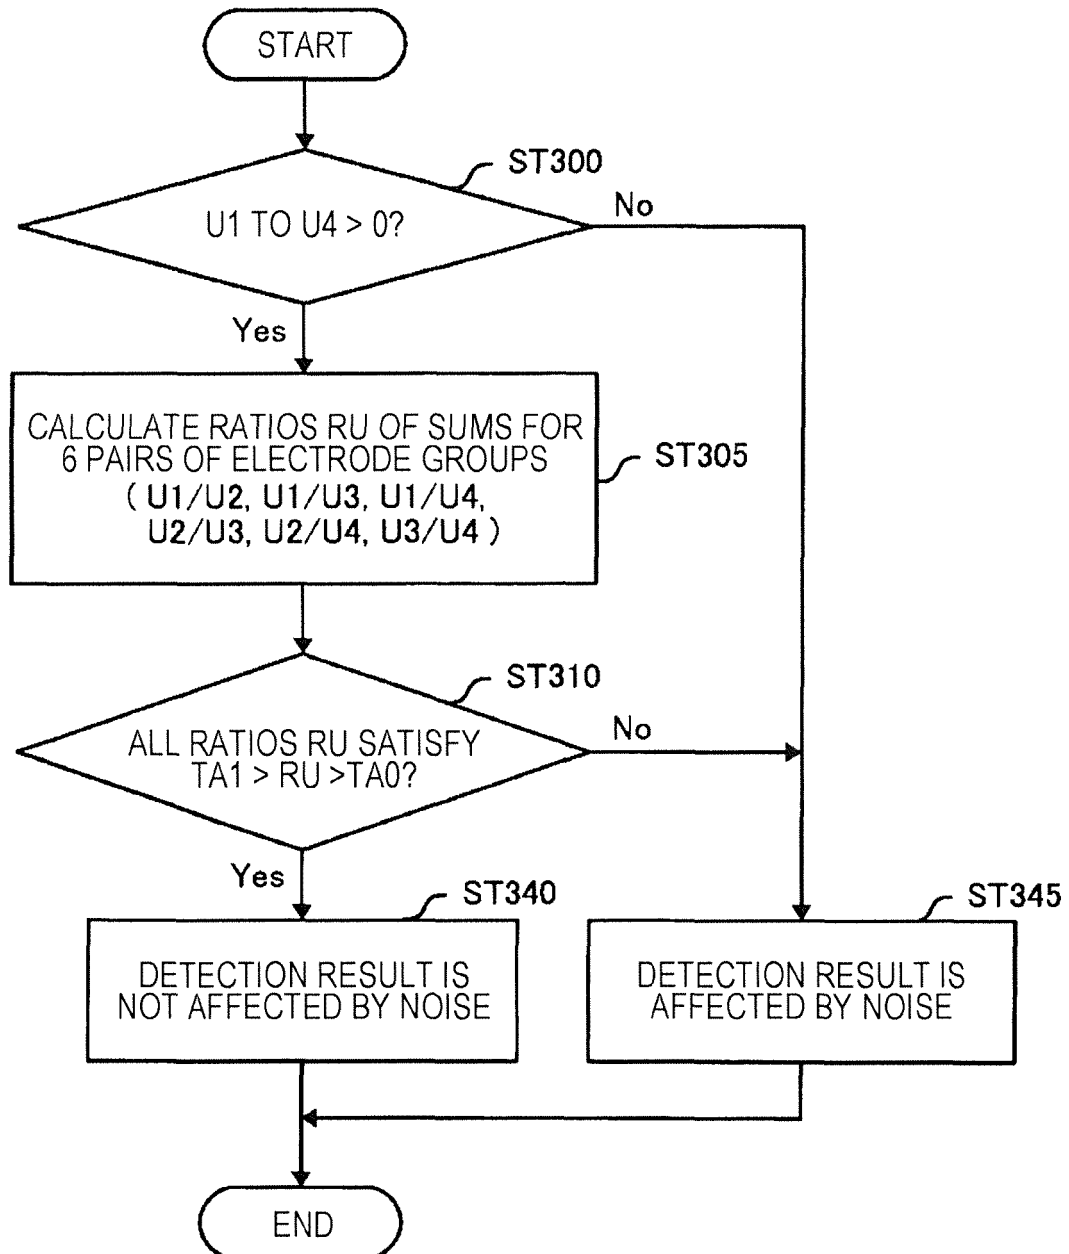 START
ST300
U1 TO U4 > 0?
No
Yes
CALCULATE RATIOS RU OF SUMS FOR
6 PAIRS OF ELECTRODE GROUPS
( U1/U2, U1/U3, U1/U4,
U2/U3, U2/U4, U3/U4 )
ST305
ST310
ALL RATIOS RU SATISFY
TA1 > RU >TA0?
No
Yes
ST340
ST345
DETECTION RESULT IS
NOT AFFECTED BY NOISE
DETECTION RESULT IS
AFFECTED BY NOISE
END